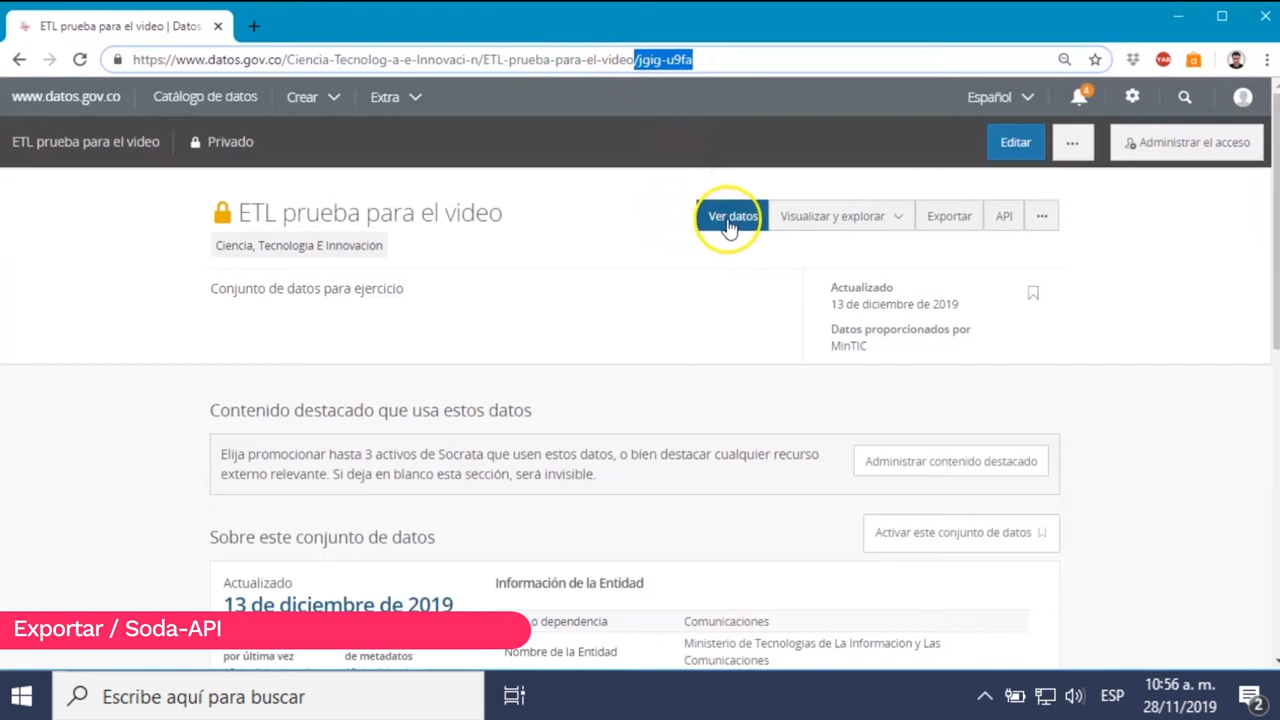 ETL prueba para el video | Datos
https://www.datos.gov.co/Ciencia-Tecnolog-a-e-Innovaci-n/ETL-prueba-para-el-video/jgig-u9fa
www.datos.gov.co Catálogo de datos Crear Extra Español 4
ETL prueba para el video Privado Editar ... Administrar el acceso
ETL prueba para el video
Ver datos Visualizar y explorar Exportar API ...
Ciencia, Tecnologia E Innovacion
Conjunto de datos para ejercicio
Actualizado
13 de diciembre de 2019
Datos proporcionados por
MinTIC
Contenido destacado que usa estos datos
Elija promocionar hasta 3 activos de Socrata que usen estos datos, o bien destacar cualquier recurso
externo relevante. Si deja en blanco esta sección, será invisible.
Administrar contenido destacado
Sobre este conjunto de datos
Activar este conjunto de datos
Actualizado
13 de diciembre de 2019
Información de la Entidad
o dependencia Comunicaciones
Nombre de la Entidad
Ministerio de Tecnologías de La Información y Las
Comunicaciones
Exportar / Soda-API
por última vez de metadatos
Escribe aquí para buscar
ESP
10:56 a. m.
28/11/2019
2